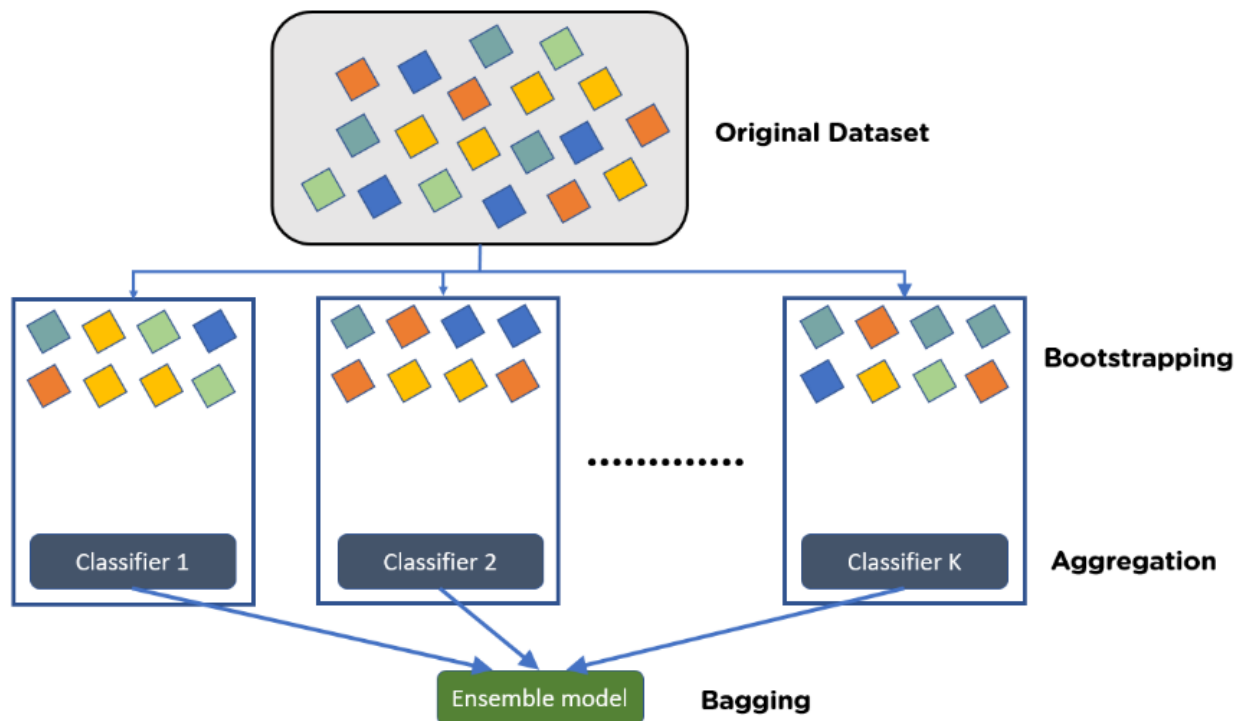 Original Dataset
Bootstrapping
.............
Classifier 1
Classifier 2
Classifier K
Aggregation
Ensemble model
Bagging